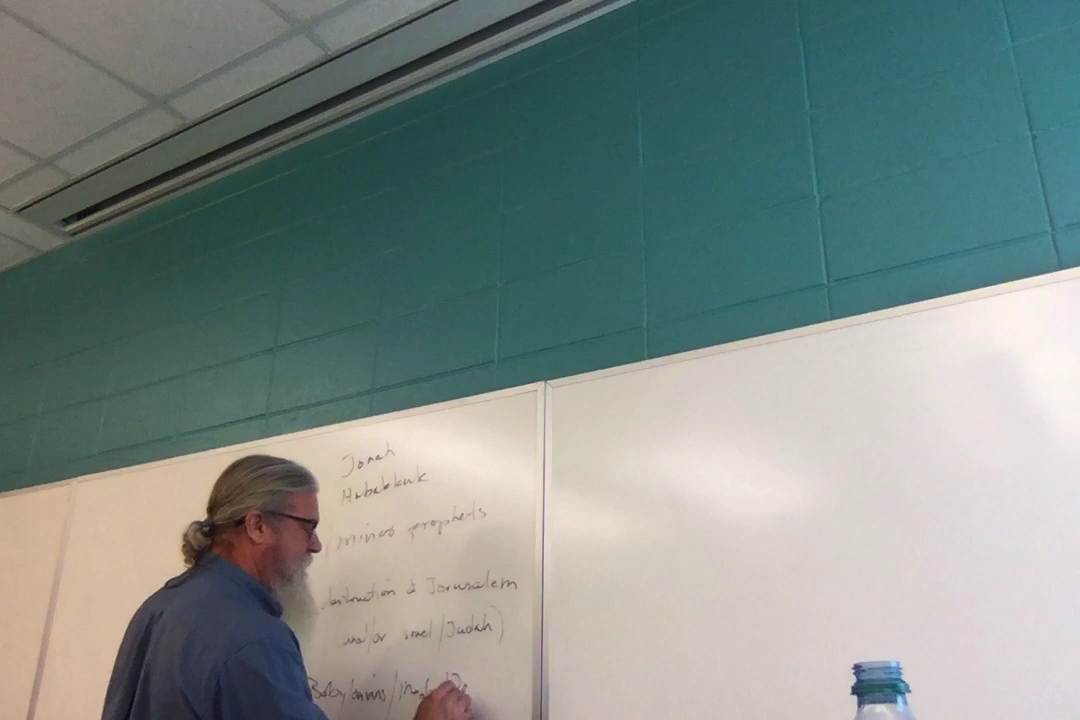 Jonah
Habakkuk
minor prophets
destruction of Jerusalem
and/or israel/Judah)
Babylonians/